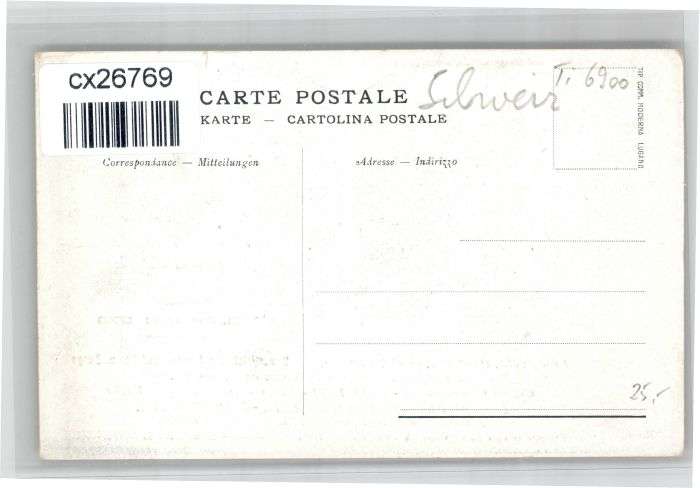 cx26769
CARTE POSTALE
Schweiz
Ti 6900
KARTE — CARTOLINA POSTALE
TIP. COMM. MODERNA LUGANO
Correspondance — Mitteilungen
Adresse — Indirizzo
25,-